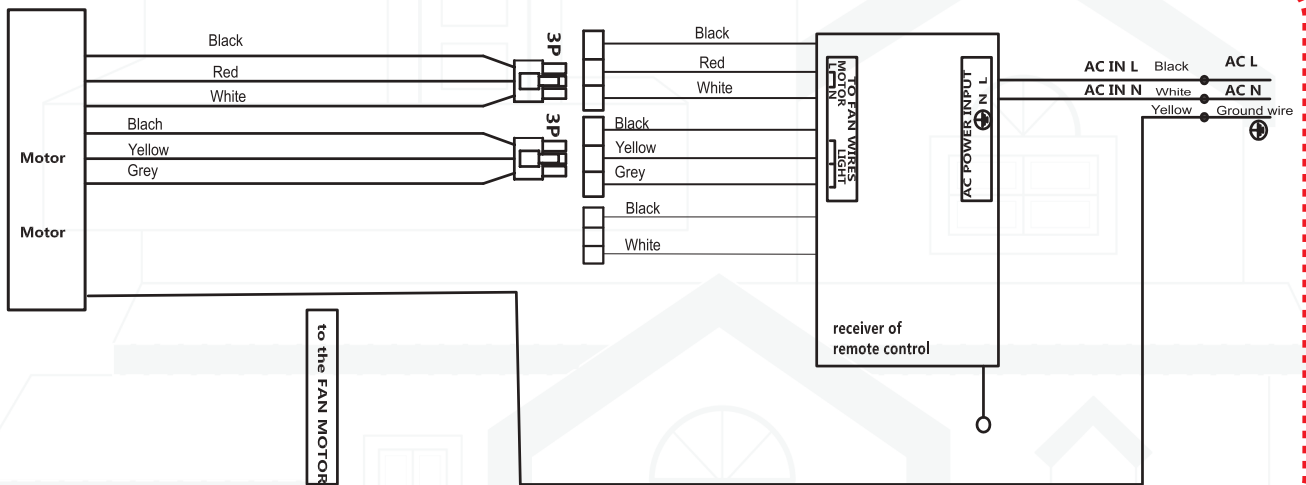 Motor
Motor
Black
Red
White
Blach
Yellow
Grey
3P
3P
to the FAN MOTOR
Black
Red
White
Black
Yellow
Grey
Black
White
TO FAN WIRES
MOTOR
L N
LIGHT
AC POWER INPUT
N L
receiver of
remote control
AC IN L Black AC L
AC IN N White AC N
Yellow Ground wire